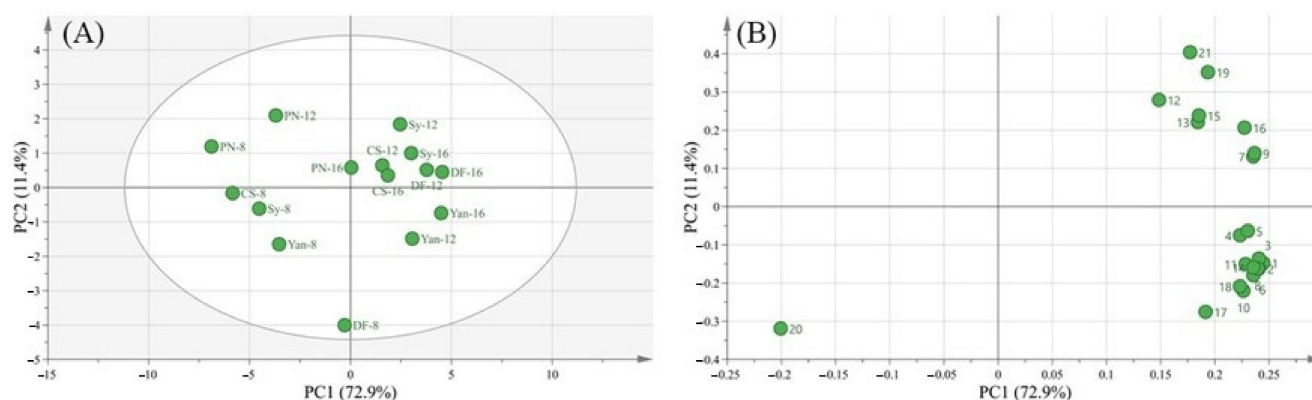 (A)
PC2 (11.4%)
4
3
2
1
0
−1
−2
−3
−4
−5
−15
−10
−5
0
5
10
PC1 (72.9%)
PN-12
PN-8
Sy-12
CS-12
Sy-16
PN-16
DF-16
DF-12
CS-16
CS-8
Sy-8
Yan-16
Yan-8
Yan-12
DF-8
(B)
PC2 (11.4%)
0.4
0.3
0.2
0.1
0
−0.1
−0.2
−0.3
−0.4
−0.25
−0.2
−0.15
−0.1
−0.05
0
0.05
0.1
0.15
0.2
0.25
PC1 (72.9%)
21
19
12
15
13
16
7
9
5
4
3
11
2
1
18
8
6
10
17
20